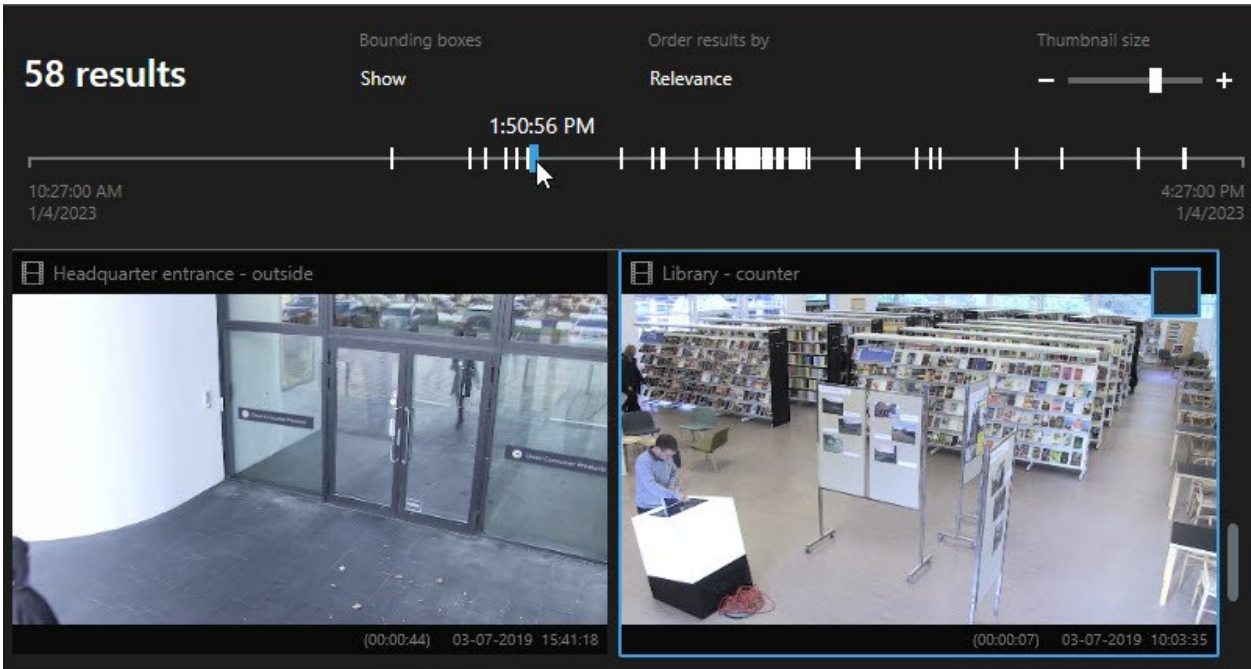 Bounding boxes
Order results by
Thumbnail size
58 results
Show
Relevance
1:50:56 PM
10:27:00 AM
1/4/2023
4:27:00 PM
1/4/2023
Headquarter entrance - outside
Library - counter
(00:00:44) 03-07-2019 15:41:18
(00:00:07) 03-07-2019 10:03:35